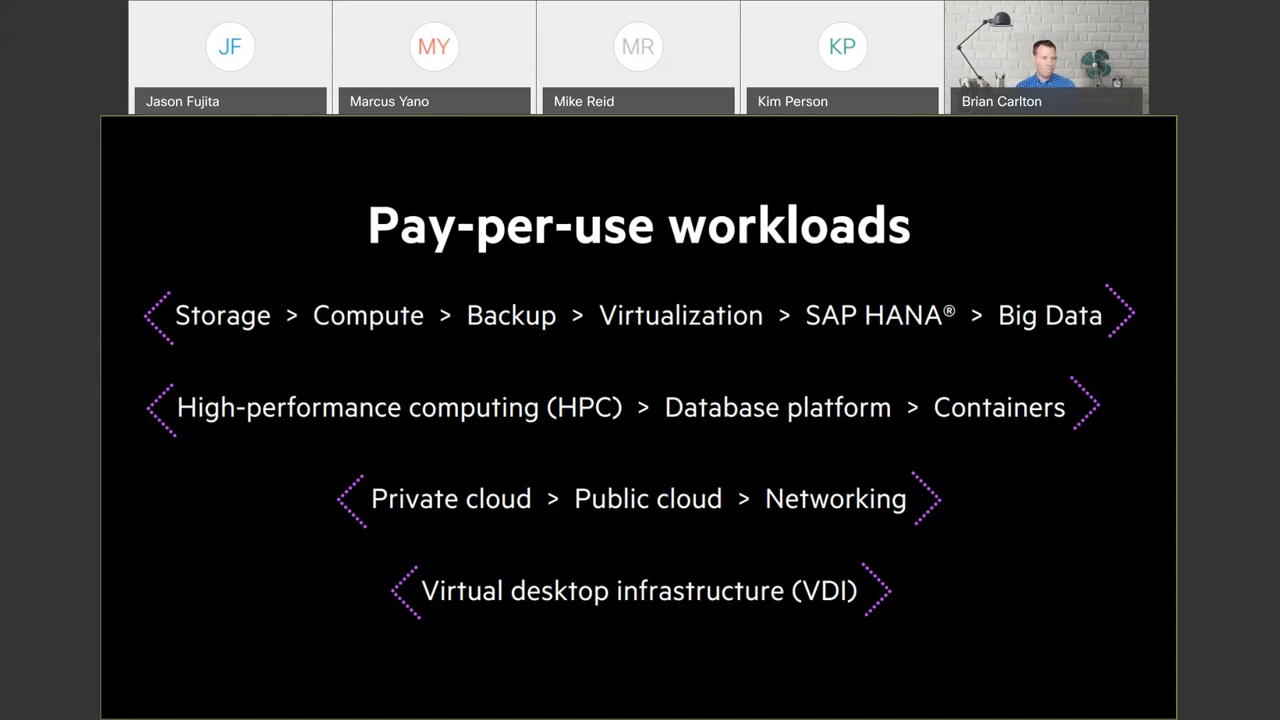 JF
MY
MR
KP
Jason Fujita
Marcus Yano
Mike Reid
Kim Person
Brian Carlton
Pay-per-use workloads
Storage > Compute > Backup > Virtualization > SAP HANA® > Big Data
High-performance computing (HPC) > Database platform > Containers
Private cloud > Public cloud > Networking
Virtual desktop infrastructure (VDI)